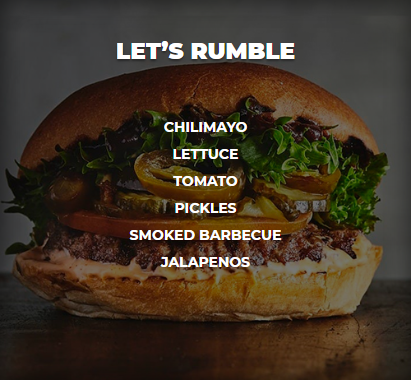 LET’S RUMBLE
CHILIMAYO
LETTUCE
TOMATO
PICKLES
SMOKED BARBECUE
JALAPENOS